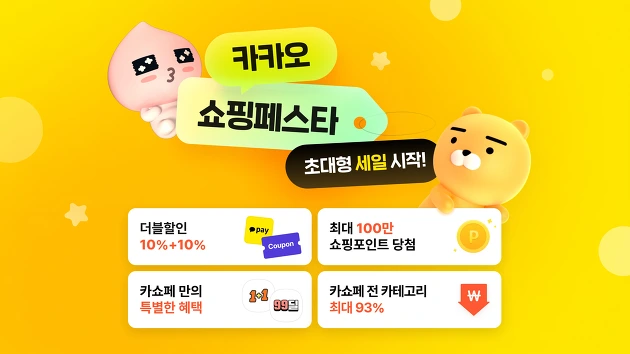 카카오
쇼핑페스타
초대형 세일 시작!
더블할인
10%+10%
pay
Coupon
최대 100만
쇼핑포인트 당첨
P
카쇼페 만의
특별한 혜택
1+1
99딜
카쇼페 전 카테고리
최대 93%
₩